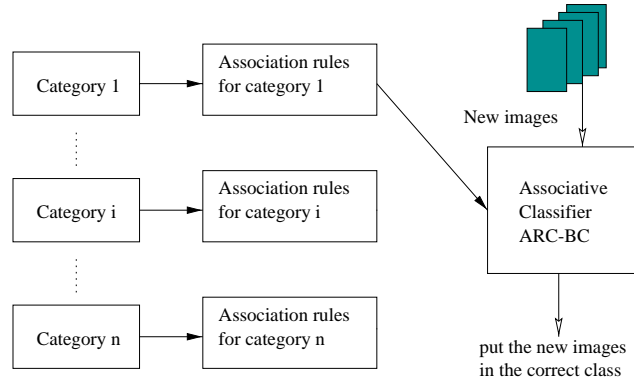 Category 1
Association rules
for category 1
New images
Category i
Association rules
for category i
Associative
Classifier
ARC-BC
Category n
Association rules
for category n
put the new images
in the correct class